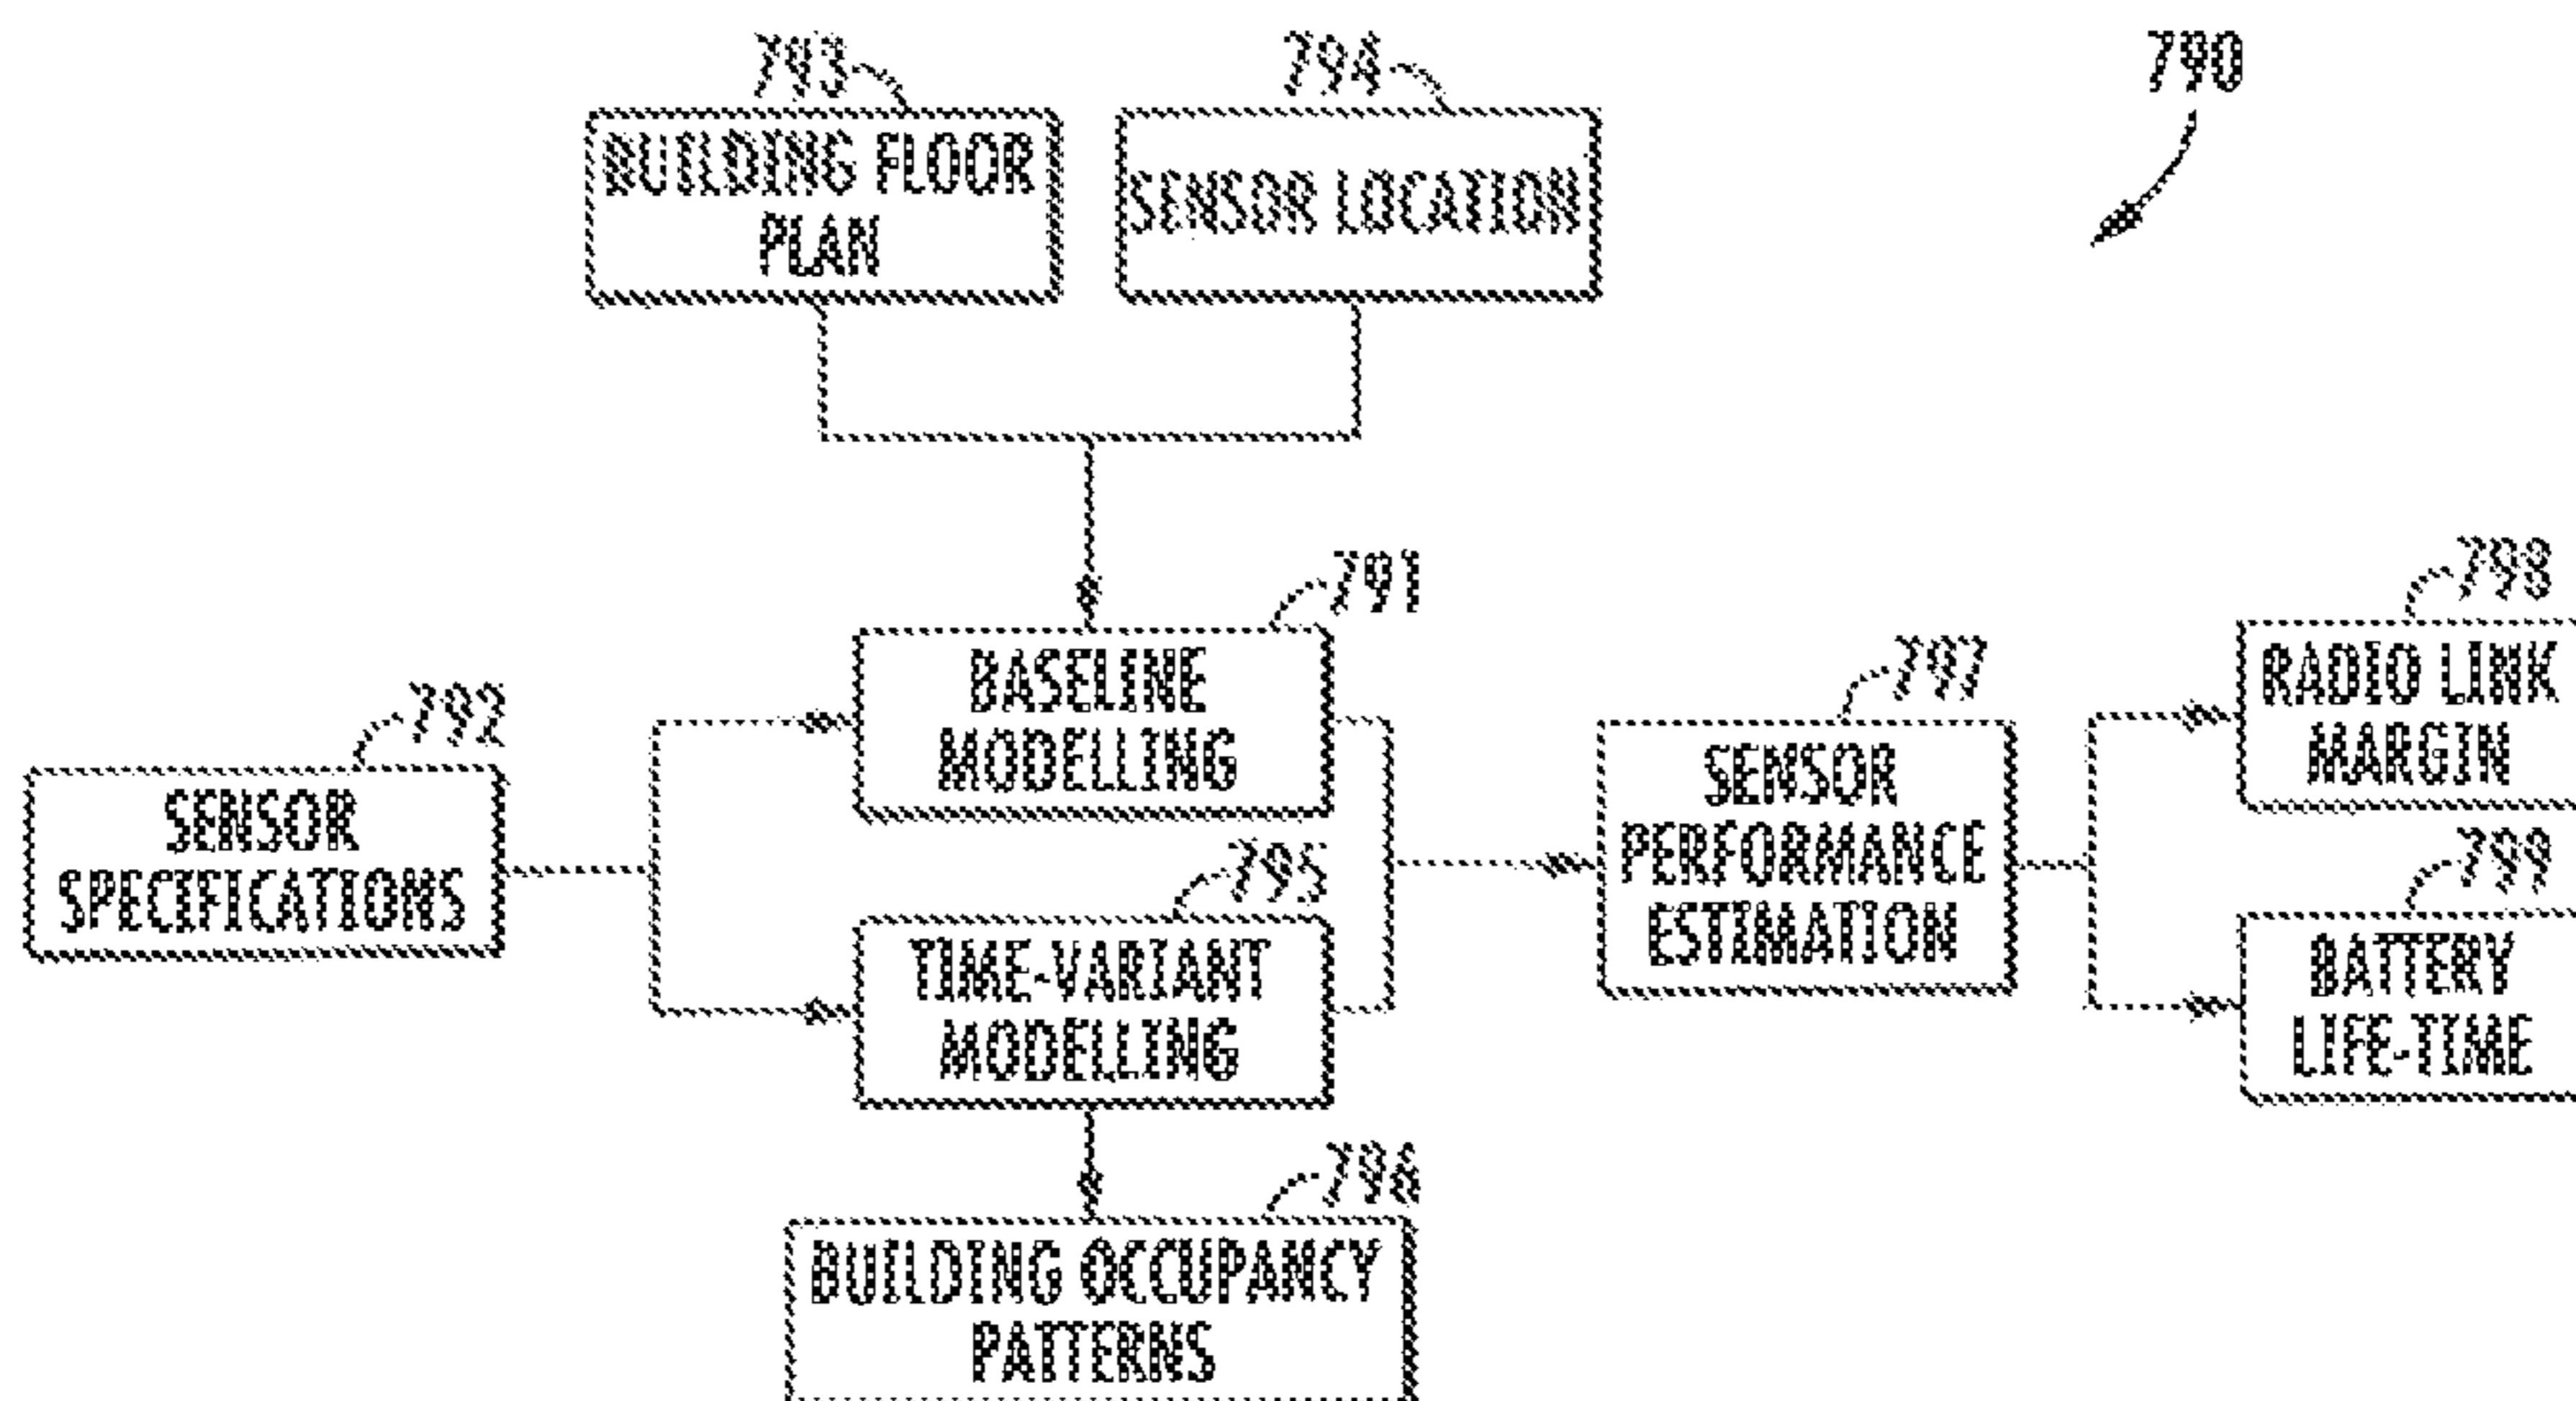 793
794
790
BUILDING FLOOR
PLAN
SENSOR LOCATION
791
798
BASELINE
MODELLING
RADIO LINK
MARGIN
792
797
SENSOR
SPECIFICATIONS
SENSOR
PERFORMANCE
ESTIMATION
795
799
TIME-VARIANT
MODELLING
BATTERY
LIFE-TIME
796
BUILDING OCCUPANCY
PATTERNS